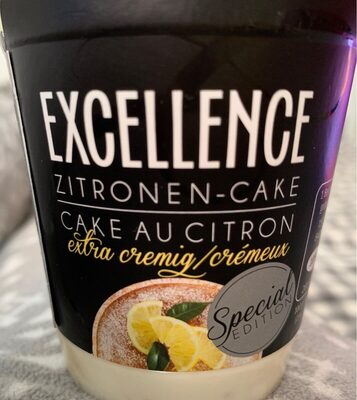 EXCELLENCE
ZITRONEN-CAKE
CAKE AU CITRON
extra cremig/crémeux
Special
EDITION